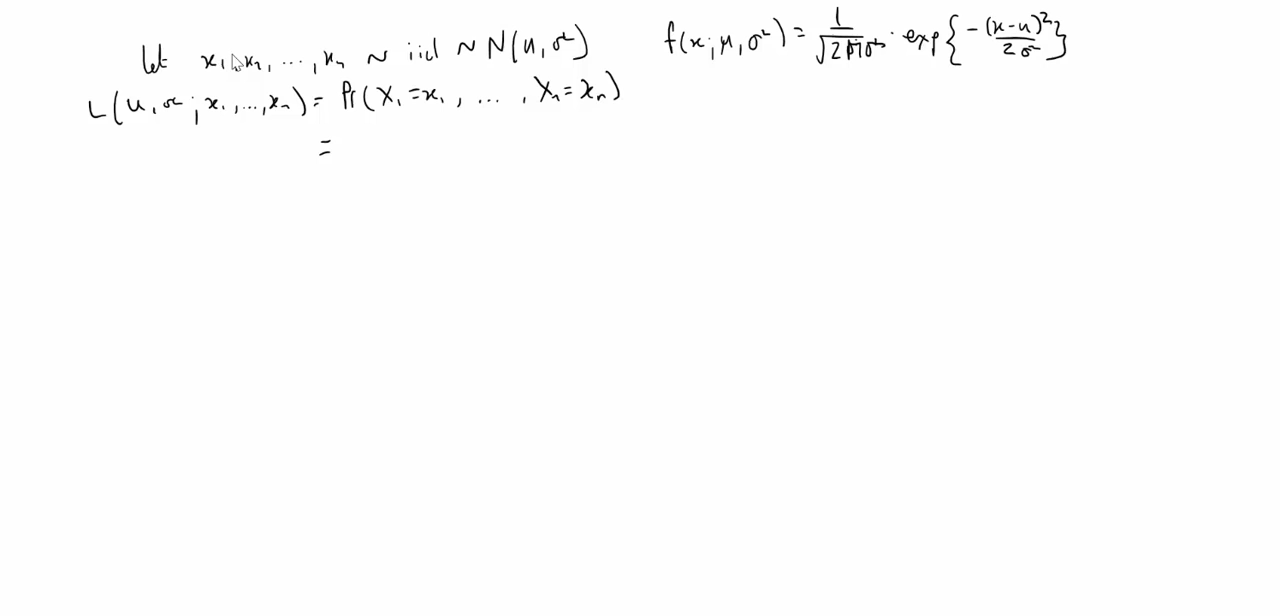 let x₁, x₂, ..., xₙ ~ iid ~ N(μ, σ²) f(x; μ, σ²) = 1/√(2πσ²) · exp{-(x-μ)²/2σ²}
L(μ, σ²; x₁, ..., xₙ) = Pr(X₁=x₁, ..., Xₙ=xₙ)
=